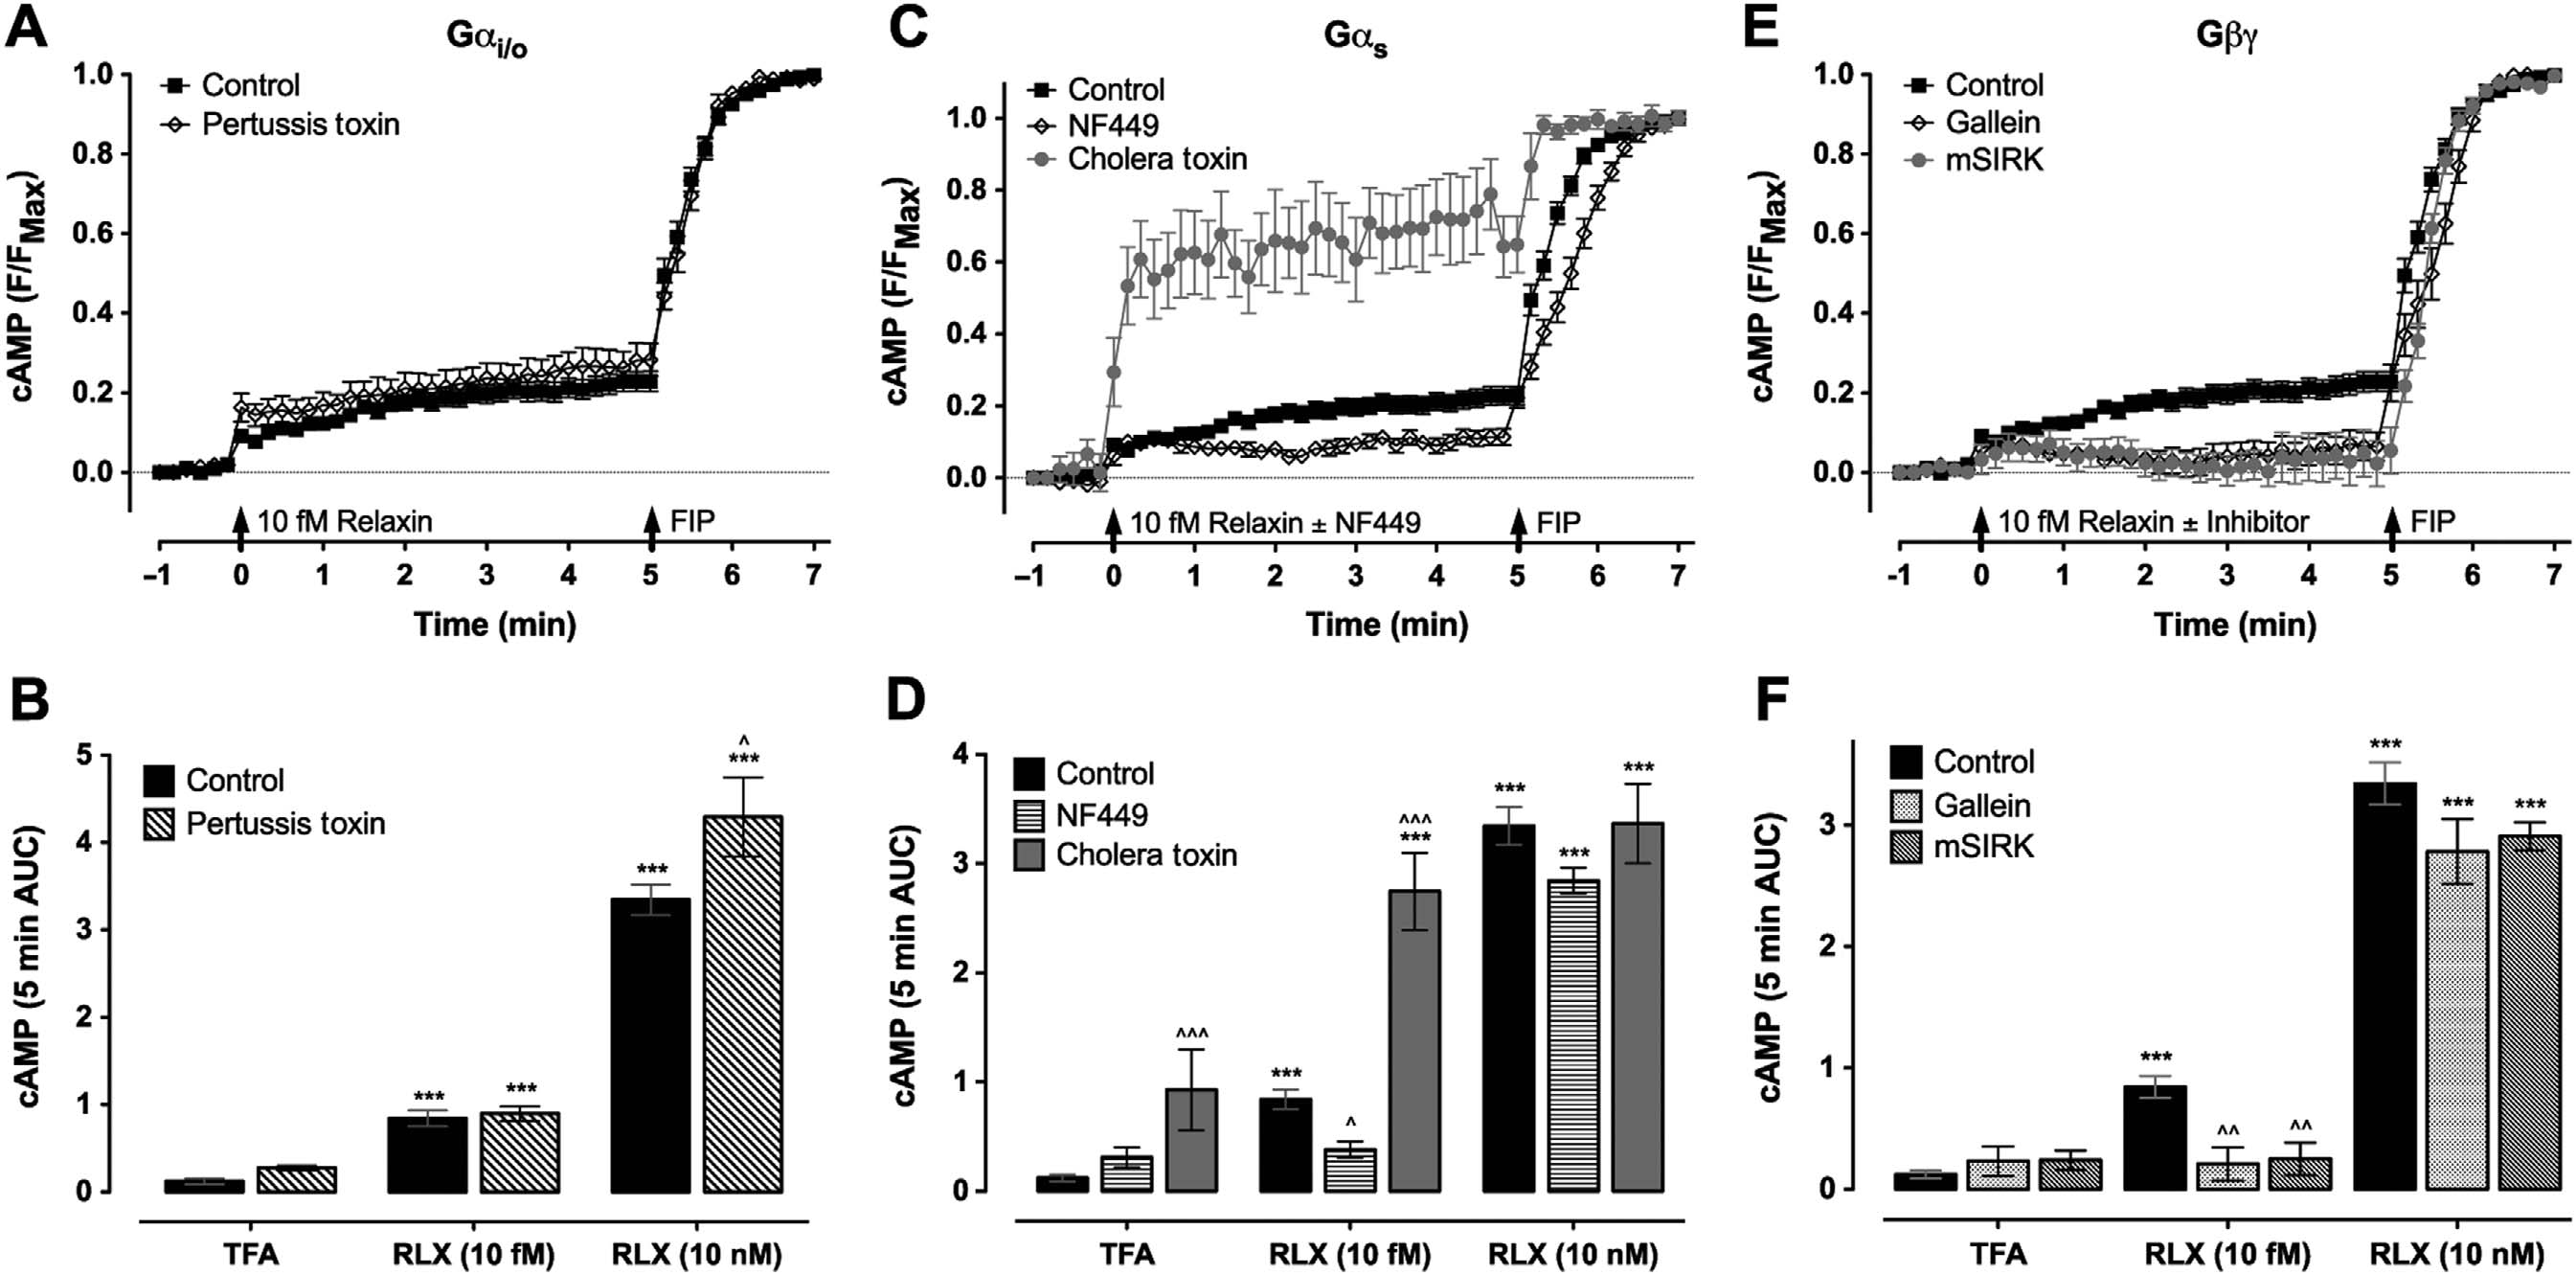 A
Gαi/o
Control
Pertussis toxin
cAMP (F/FMax)
1.0
0.8
0.6
0.4
0.2
0.0
10 fM Relaxin
FIP
–1 0 1 2 3 4 5 6 7
Time (min)
C
Gαs
Control
NF449
Cholera toxin
cAMP (F/FMax)
1.0
0.8
0.6
0.4
0.2
0.0
10 fM Relaxin ± NF449
FIP
–1 0 1 2 3 4 5 6 7
Time (min)
E
Gβγ
Control
Gallein
mSIRK
cAMP (F/FMax)
1.0
0.8
0.6
0.4
0.2
0.0
10 fM Relaxin ± Inhibitor
FIP
-1 0 1 2 3 4 5 6 7
Time (min)
B
Control
Pertussis toxin
cAMP (5 min AUC)
5
4
3
2
1
0
*** *** *** ^ ***
TFA RLX (10 fM) RLX (10 nM)
D
Control
NF449
Cholera toxin
cAMP (5 min AUC)
4
3
2
1
0
^^^ *** ^ ^^^ *** *** *** ***
TFA RLX (10 fM) RLX (10 nM)
F
Control
Gallein
mSIRK
cAMP (5 min AUC)
3
2
1
0
*** ^^ ^^ *** *** ***
TFA RLX (10 fM) RLX (10 nM)